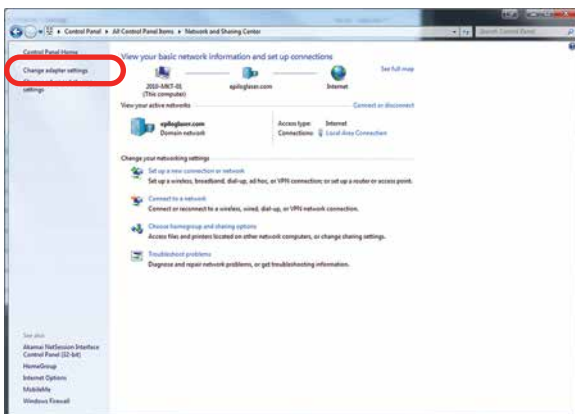 Control Panel ▸ All Control Panel Items ▸ Network and Sharing Center
Search Control Panel
Control Panel Home
Change adapter settings
settings
View your basic network information and set up connections
See full map
2010-MKT-01
(This computer)
epiloglaser.com
Internet
View your active networks
Connect or disconnect
epiloglaser.com
Domain network
Access type: Internet
Connections: Local Area Connection
Change your networking settings
Set up a new connection or network
Set up a wireless, broadband, dial-up, ad hoc, or VPN connection; or set up a router or access point.
Connect to a network
Connect or reconnect to a wireless, wired, dial-up, or VPN network connection.
Choose homegroup and sharing options
Access files and printers located on other network computers, or change sharing settings.
Troubleshoot problems
Diagnose and repair network problems, or get troubleshooting information.
See also
Akamai NetSession Interface
Control Panel (32-bit)
HomeGroup
Internet Options
MobileMe
Windows Firewall